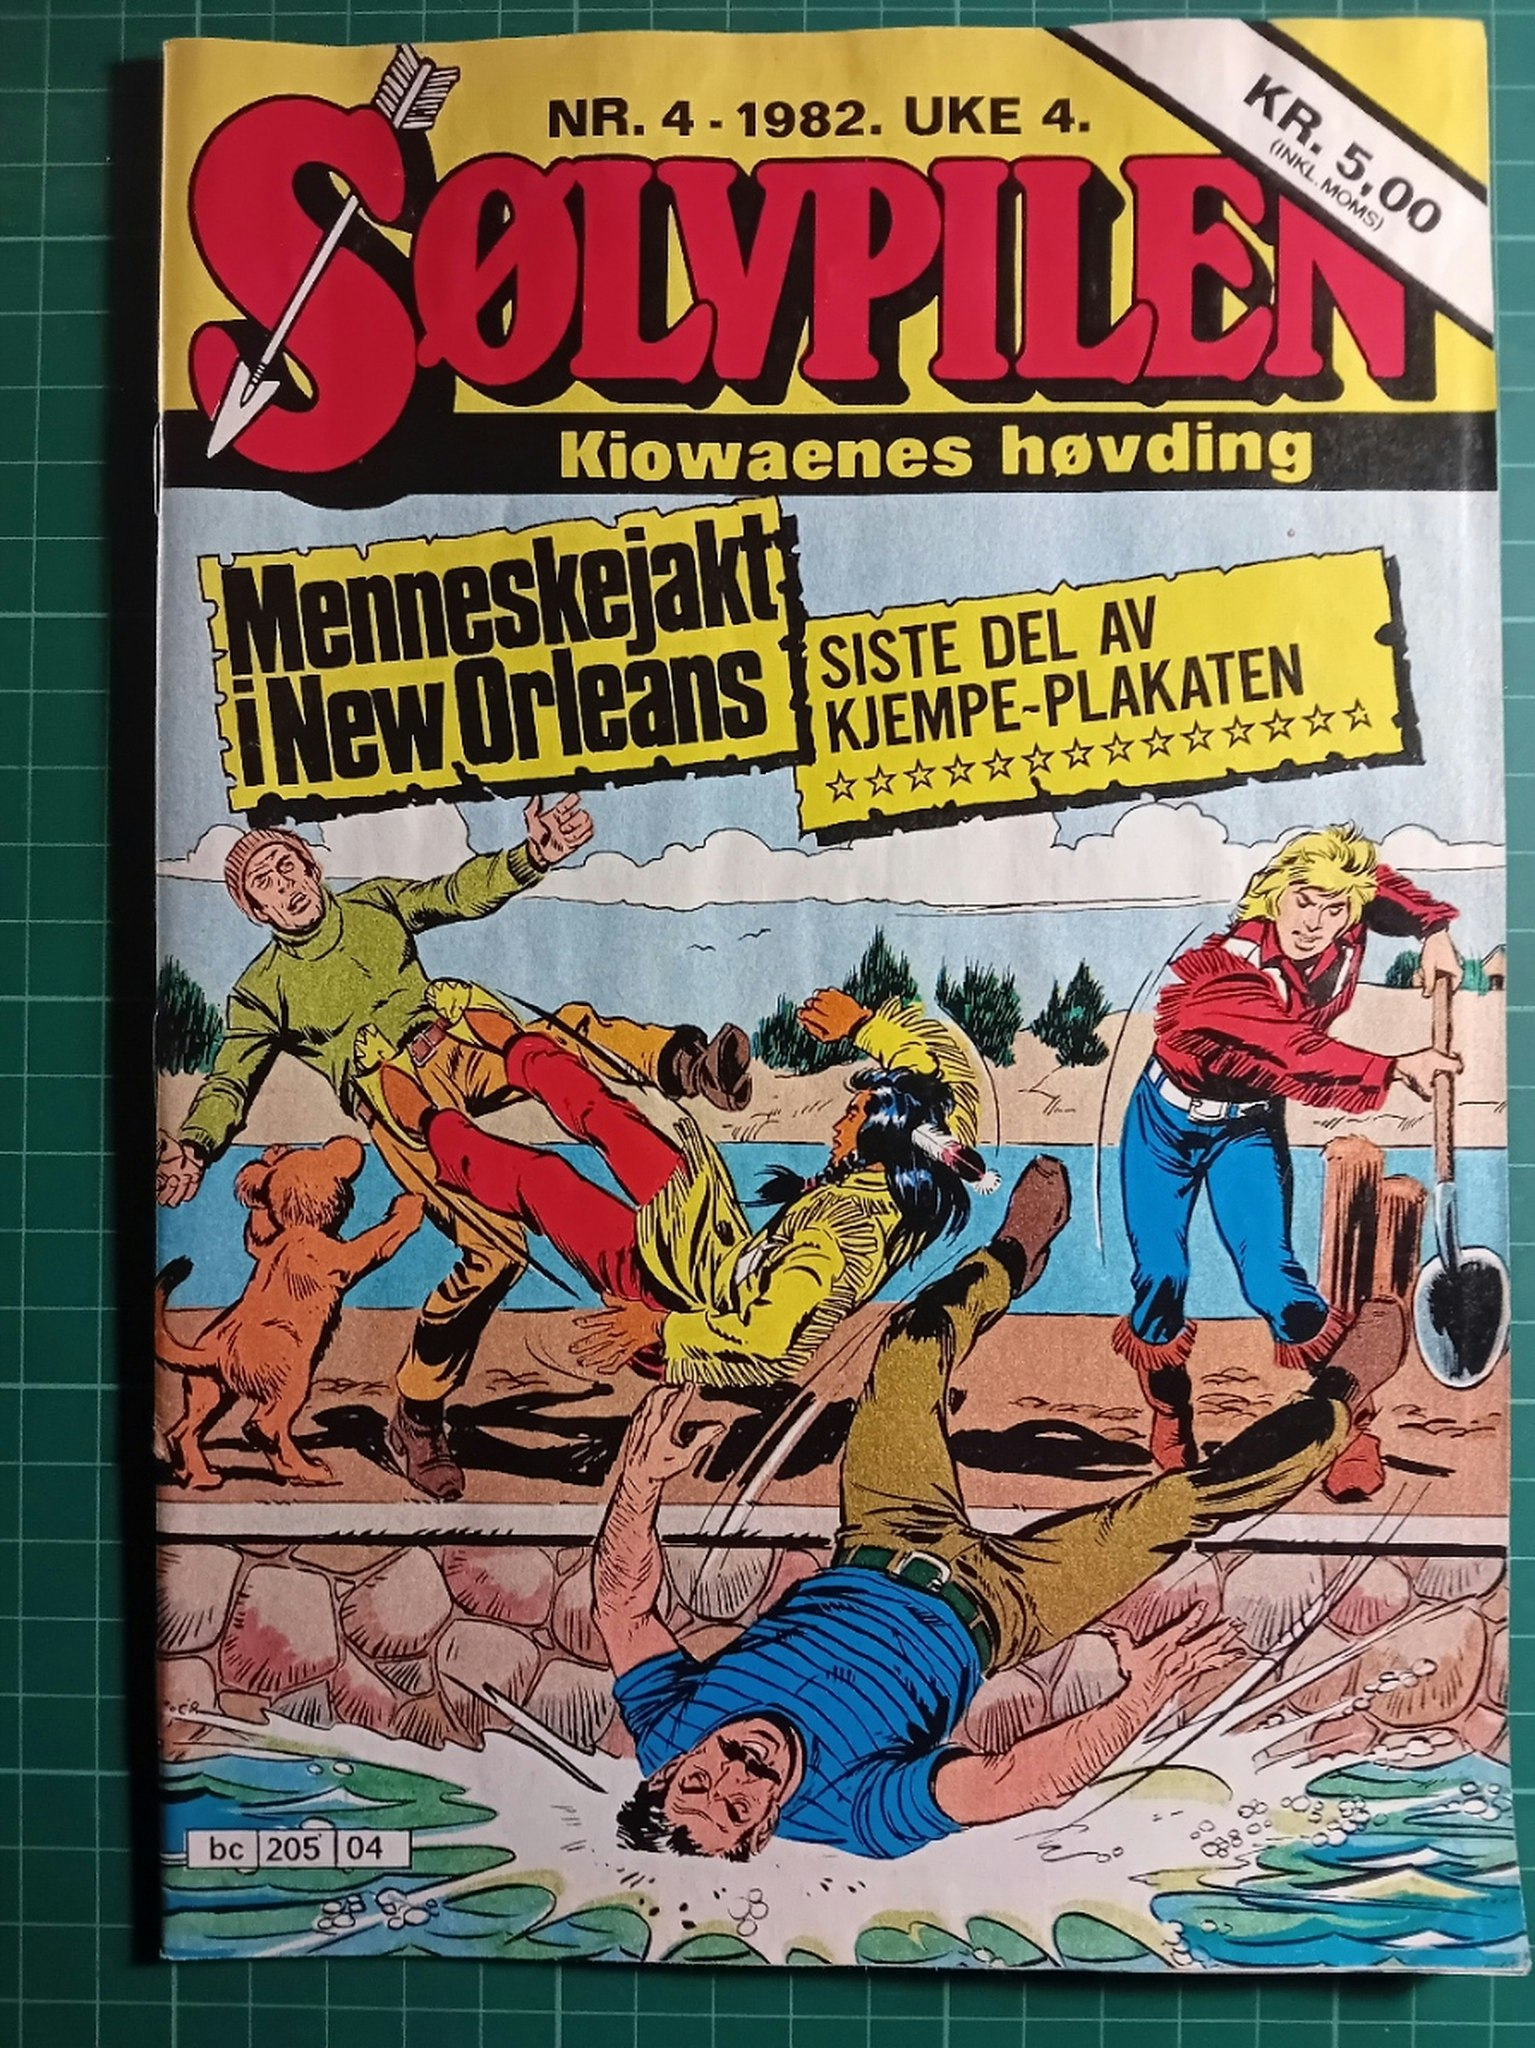 NR. 4 - 1982. UKE 4.
KR. 5,00
(INKL. MOMS)
SØLVPILEN
Kiowaenes høvding
Menneskejakt
i New Orleans
SISTE DEL AV
KJEMPE-PLAKATEN
bc 205 04